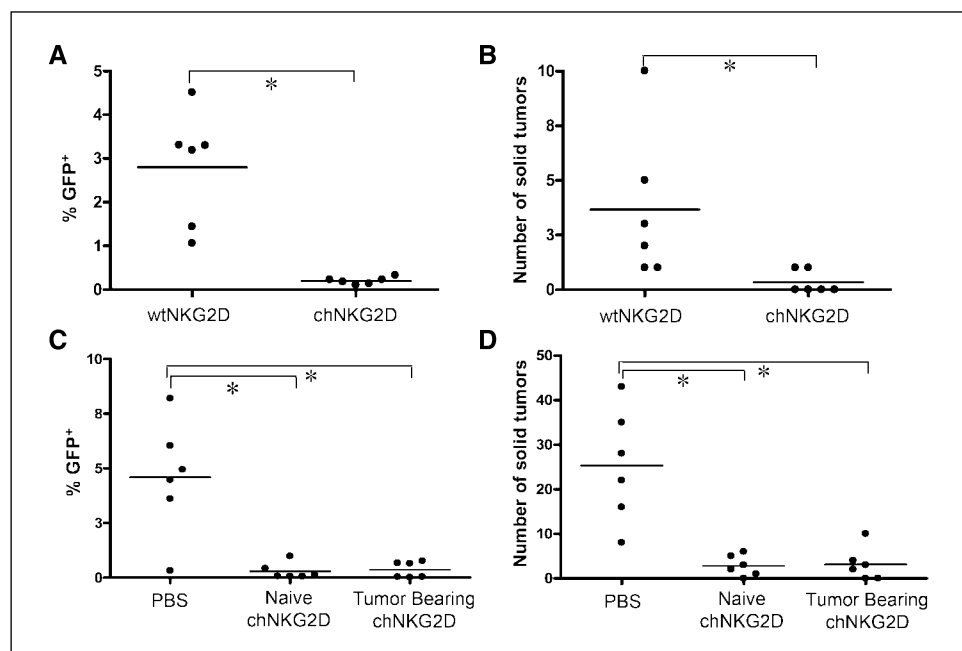 A
% GFP+
5
4
3
2
1
0
*
wtNKG2D
chNKG2D
B
Number of solid tumors
10
8
5
3
0
*
wtNKG2D
chNKG2D
C
% GFP+
10
8
5
3
0
*
*
PBS
Naive
chNKG2D
Tumor Bearing
chNKG2D
D
Number of solid tumors
50
40
30
20
10
0
*
*
PBS
Naive
chNKG2D
Tumor Bearing
chNKG2D